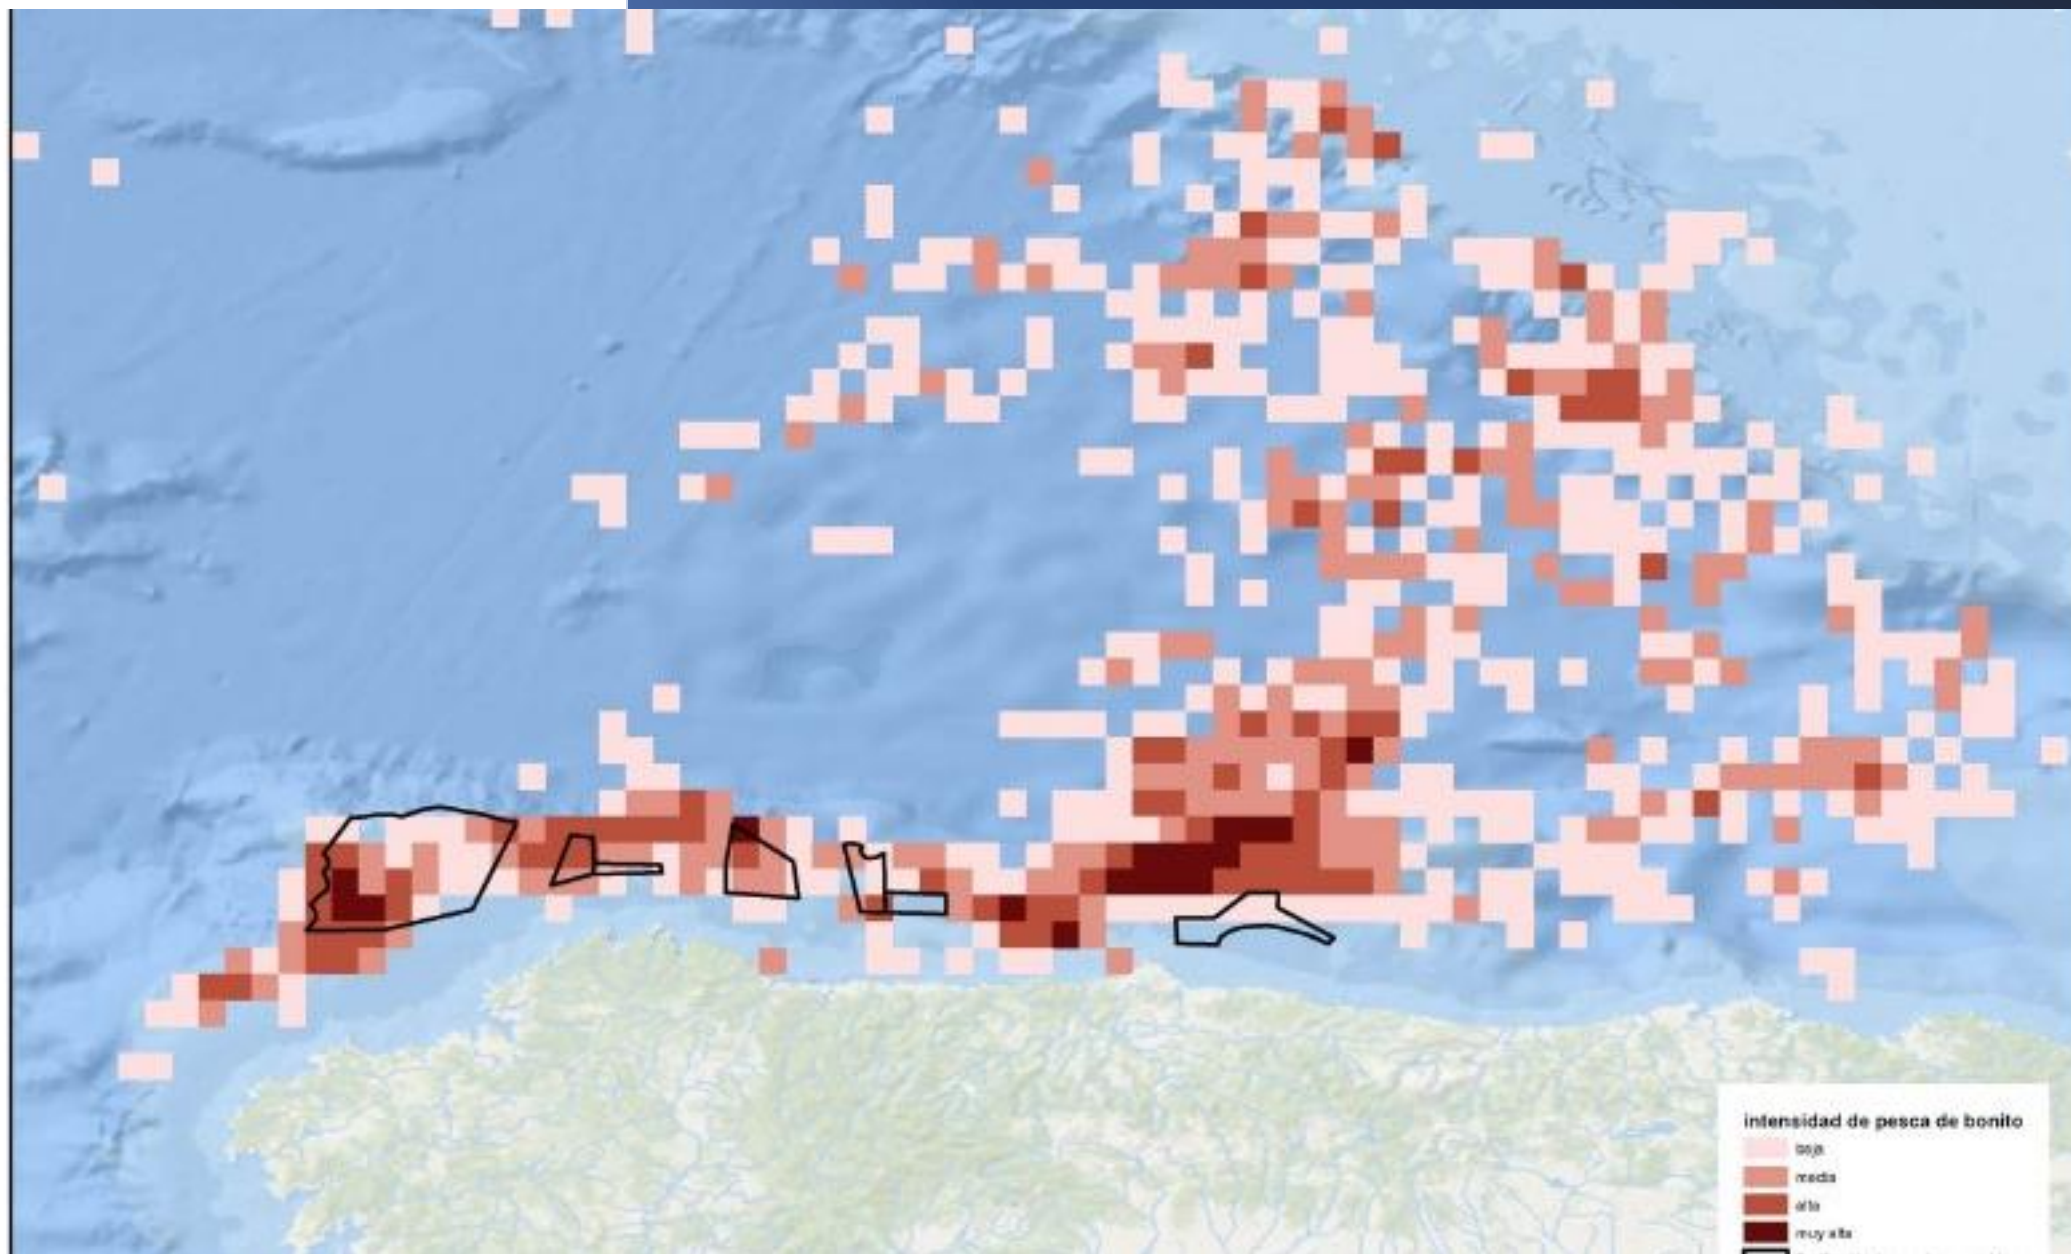 intensidad de pesca de bonito
baja
media
alta
muy alta